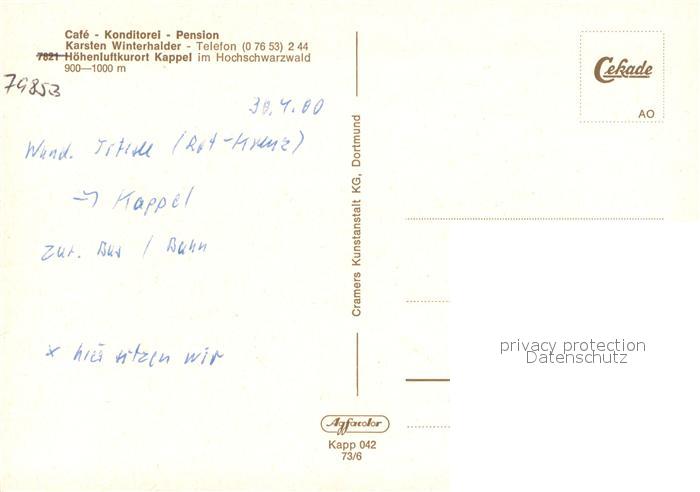 Café - Konditorei - Pension
Karsten Winterhalder - Telefon (0 76 53) 2 44
7821 Höhenluftkurort Kappel im Hochschwarzwald
900—1000 m
79853
30.4.00
Wand. Titisee (Rot-Kreuz)
→ Kappel
zur. Bus / Bahn
x hier sitzen wir
Cramers Kunstanstalt KG, Dortmund
Agfacolor
Kapp 042
73/6
Cekade
AO
privacy protection
Datenschutz